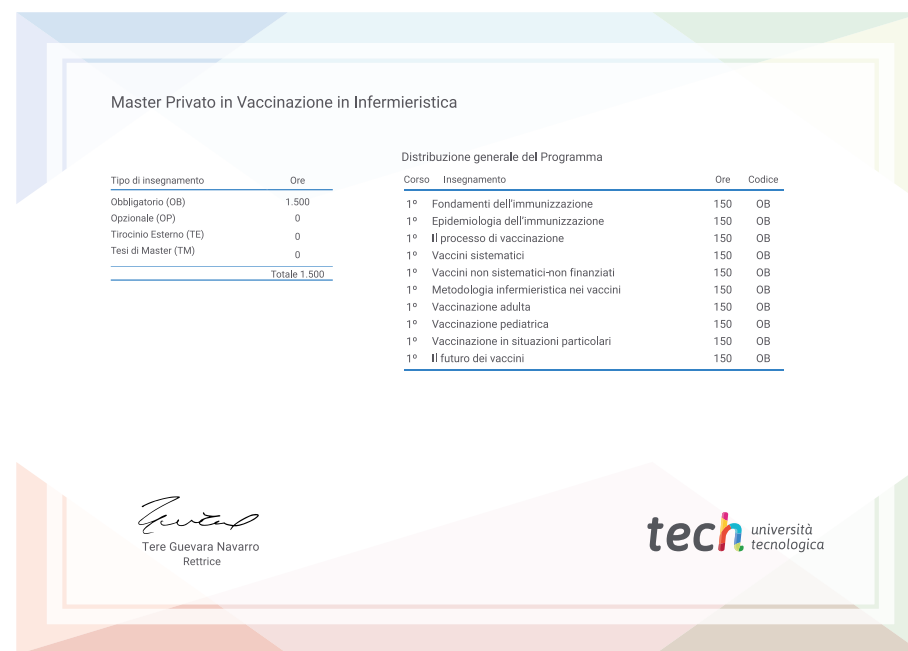 Master Privato in Vaccinazione in Infermieristica
Tipo di insegnamento Ore
Obbligatorio (OB) 1.500
Opzionale (OP) 0
Tirocinio Esterno (TE) 0
Tesi di Master (TM) 0
Totale 1.500
Distribuzione generale del Programma
Corso Insegnamento Ore Codice
1º Fondamenti dell'immunizzazione 150 OB
1º Epidemiologia dell'immunizzazione 150 OB
1º Il processo di vaccinazione 150 OB
1º Vaccini sistematici 150 OB
1º Vaccini non sistematici-non finanziati 150 OB
1º Metodologia infermieristica nei vaccini 150 OB
1º Vaccinazione adulta 150 OB
1º Vaccinazione pediatrica 150 OB
1º Vaccinazione in situazioni particolari 150 OB
1º Il futuro dei vaccini 150 OB
Tere Guevara Navarro
Rettrice
tech università
tecnologica